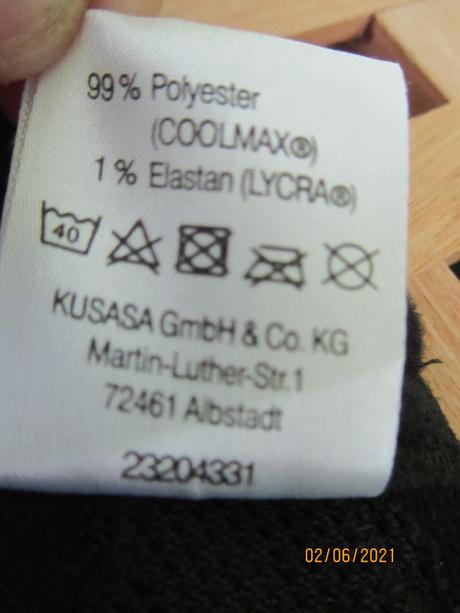 99% Polyester
(COOLMAX®)
1% Elastan (LYCRA®)
40
KUSASA GmbH & Co. KG
Martin-Luther-Str.1
72461 Albstadt
23204331
02/06/2021